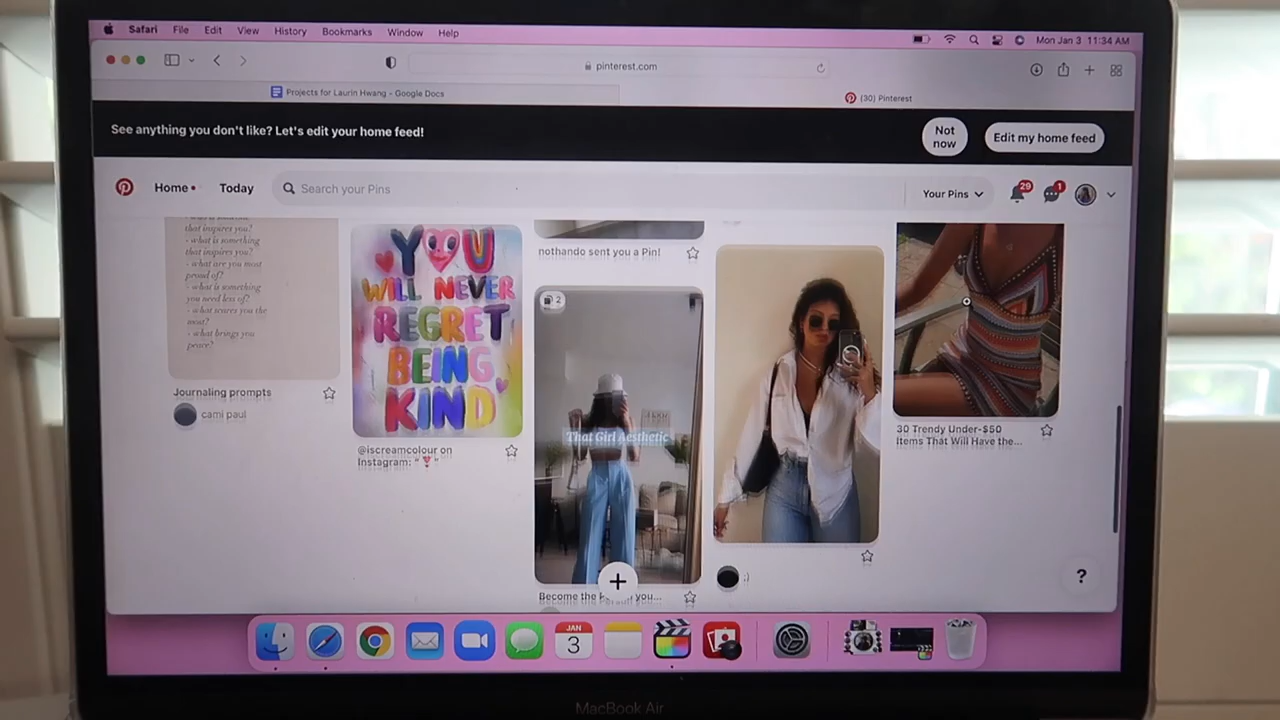 Safari File Edit View History Bookmarks Window Help Mon Jan 3 11:34 AM
pinterest.com
Projects for Laurin Hwang - Google Docs
(30) Pinterest
See anything you don't like? Let's edit your home feed!
Not now
Edit my home feed
Home Today
Search your Pins
Your Pins
29
1
that inspires you?
- what is something
that inspires you?
- what are you most
proud of?
- what is something
you need less of?
- what scares you the
most?
- what brings you
peace?
Journaling prompts
cami paul
YOU
WILL NEVER
REGRET
BEING
KIND
@iscreamcolour on
Instagram: "
nothando sent you a Pin!
2
That Girl Aesthetic
Become the you...
;)
30 Trendy Under-$50
Items That Will Have the...
+
?
JAN
3
MacBook Air